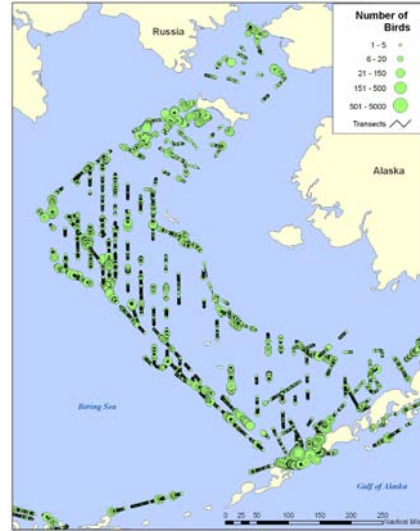 Number of
Birds
1 - 5
6 - 20
21 - 150
151 - 500
501 - 5000
Transects
Russia
Alaska
Bering Sea
Gulf of Alaska
0 25 50 100 150 200 250